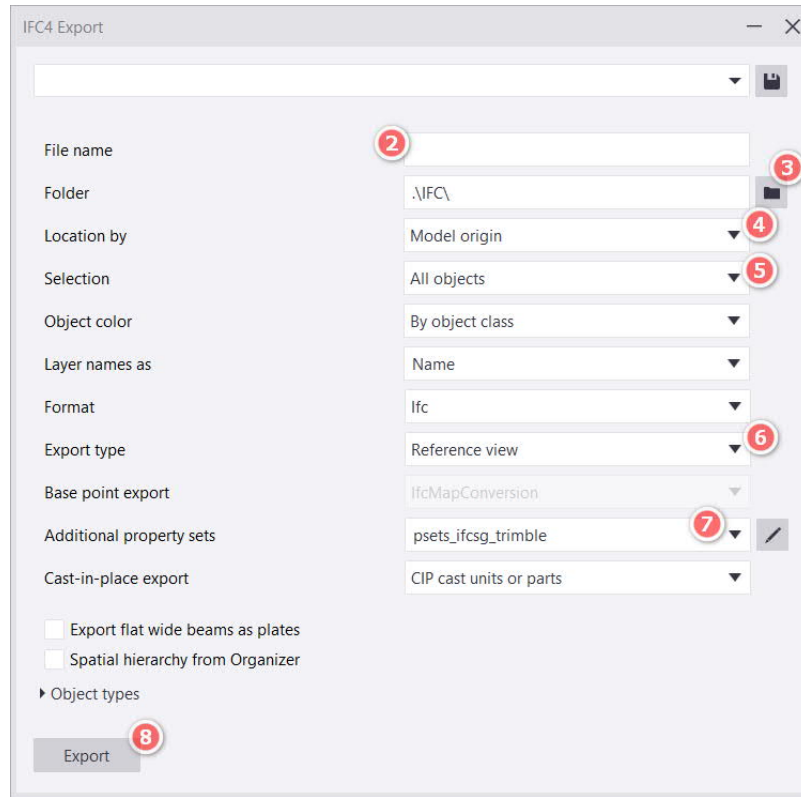 IFC4 Export
File name 2
3
Folder .\IFC\
Location by Model origin 4
Selection All objects 5
Object color By object class
Layer names as Name
Format Ifc
Export type Reference view 6
Base point export IfcMapConversion
Additional property sets psets_ifcsg_trimble 7
Cast-in-place export CIP cast units or parts
Export flat wide beams as plates
Spatial hierarchy from Organizer
Object types
Export 8